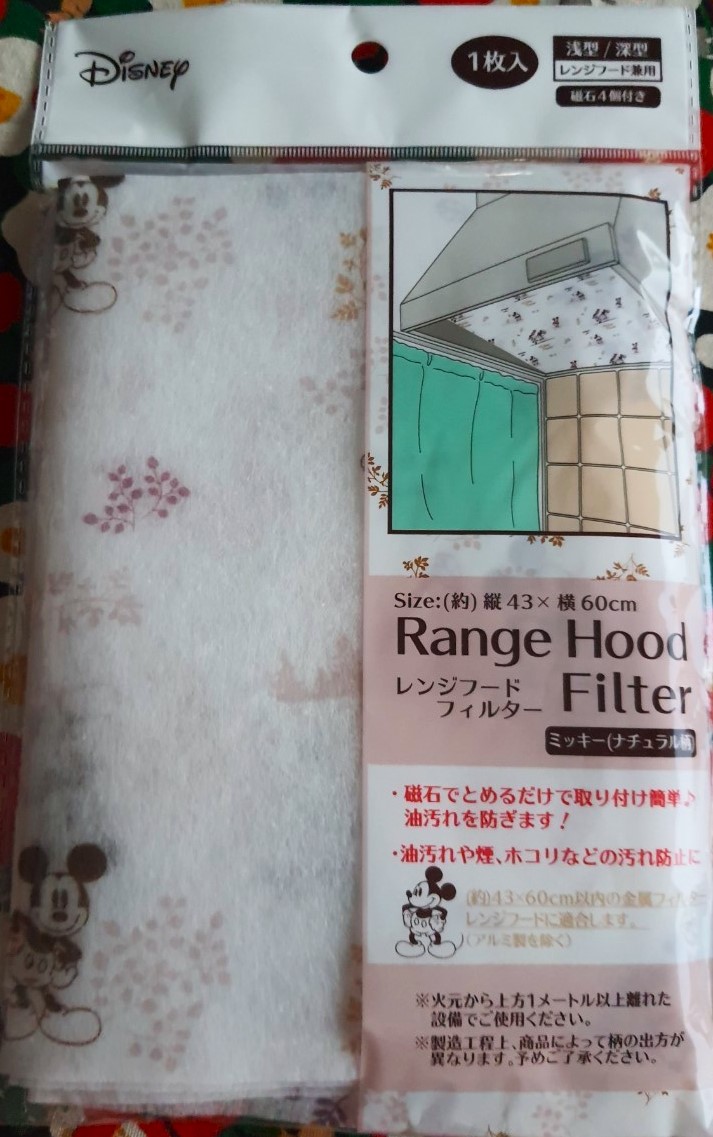 Disney
1枚入
浅型/深型
レンジフード兼用
磁石4個付き
Size:(約)縦43×横60cm
Range Hood
レンジフード
フィルター
Filter
ミッキー(ナチュラル柄)
・磁石でとめるだけで取り付け簡単♪
油汚れを防ぎます!
・油汚れや煙、ホコリなどの汚れ防止に
(約)43×60cm以内の金属フィルター
レンジフードに適合します。
(アルミ製を除く)
※火元から上方1メートル以上離れた
設備でご使用ください。
※製造工程上、商品によって柄の出方が
異なります。予めご了承ください。